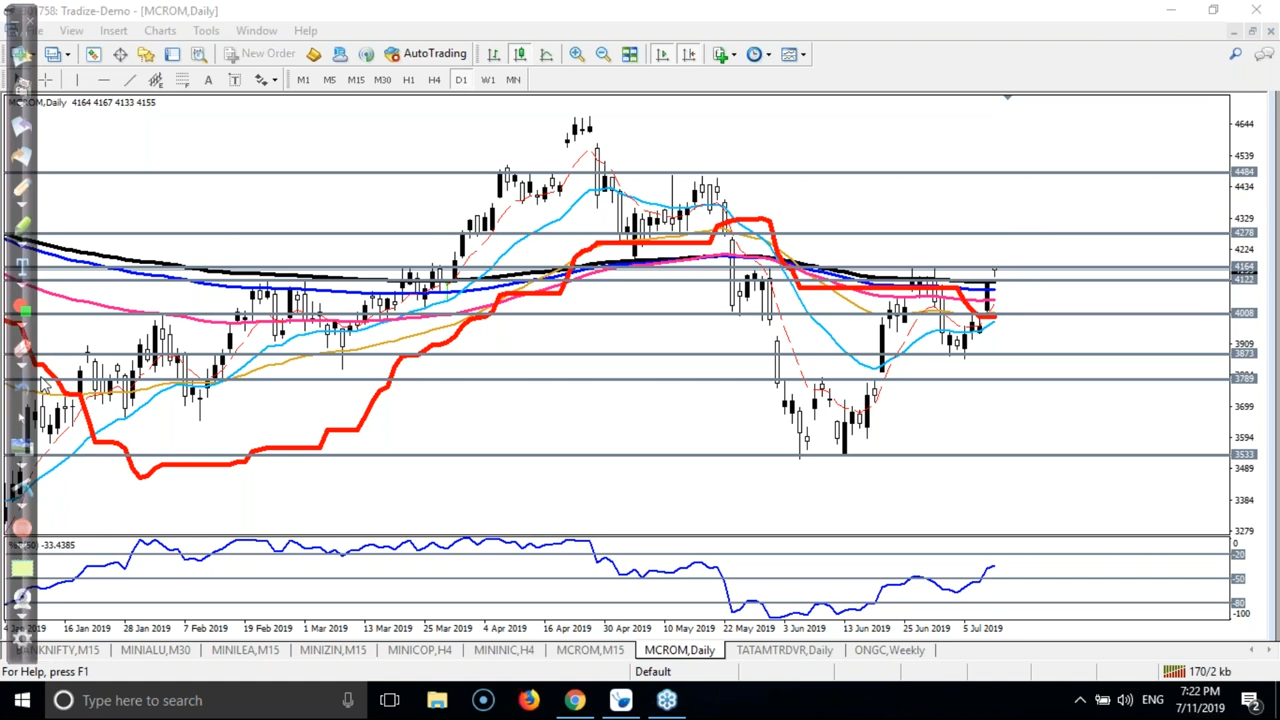 1758: Tradize-Demo - [MCROM,Daily]
View Insert Charts Tools Window Help
New Order AutoTrading
M1 M5 M15 M30 H1 H4 D1 W1 MN
4164 4167 4133 4155
4644
4539
4484
4434
4329
4278
4224
4164
4122
4008
3909
3873
3789
3699
3594
3533
3489
3384
3279
-33.4385
0
-20
-50
-80
-100
2019 16 Jan 2019 28 Jan 2019 7 Feb 2019 19 Feb 2019 1 Mar 2019 13 Mar 2019 25 Mar 2019 4 Apr 2019 16 Apr 2019 30 Apr 2019 10 May 2019 22 May 2019 3 Jun 2019 13 Jun 2019 25 Jun 2019 5 Jul 2019
BANKNIFTY,M15 MINIALU,M30 MINILEA,M15 MINIZIN,M15 MINICOP,H4 MININIC,H4 MCROM,M15 MCROM,Daily TATAMTRDVR,Daily ONGC,Weekly
For Help, press F1 Default 170/2 kb
Type here to search ENG 7:22 PM
7/11/2019 2